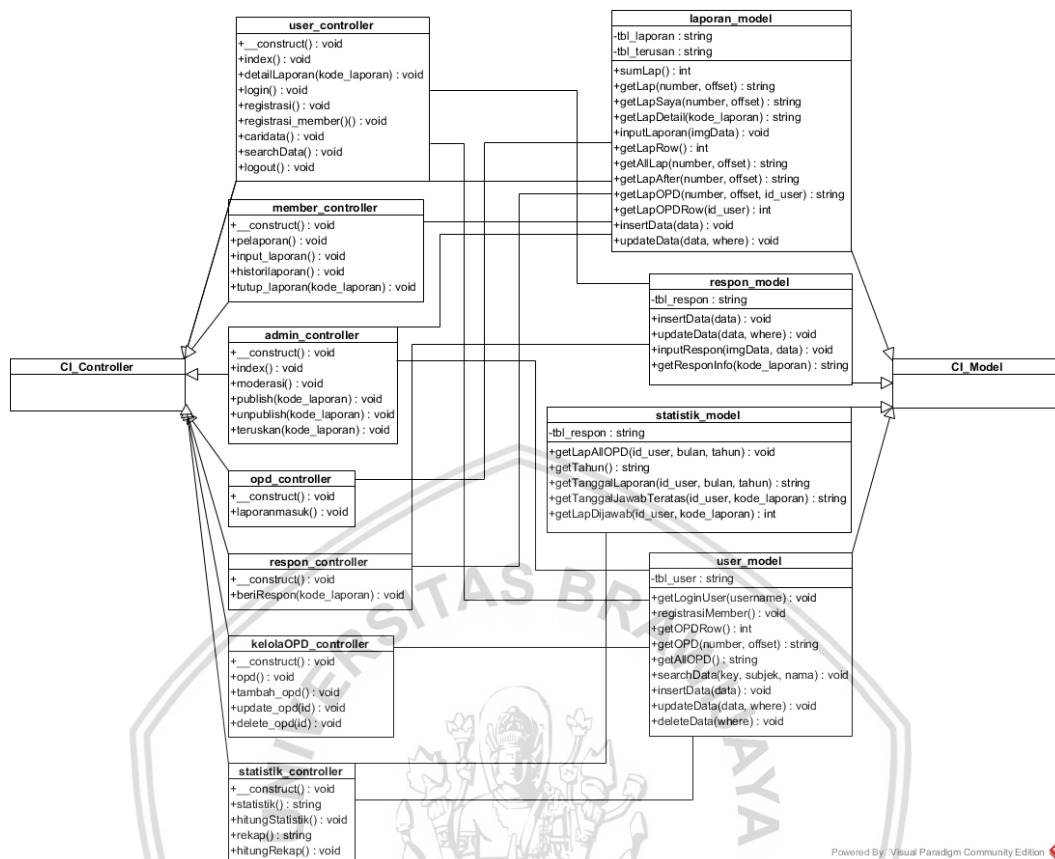 user_controller
+__construct() : void
+index() : void
+detailLaporan(kode_laporan) : void
+login() : void
+registrasi() : void
+registrasi_member()() : void
+caridata() : void
+searchData() : void
+logout() : void
laporan_model
-tbl_laporan : string
-tbl_terusan : string
+sumLap() : int
+getLap(number, offset) : string
+getLapSaya(number, offset) : string
+getLapDetail(kode_laporan) : string
+inputLaporan(imgData) : void
+getLapRow() : int
+getAllLap(number, offset) : string
+getLapAfter(number, offset) : string
+getLapOPD(number, offset, id_user) : string
+getLapOPDRow(id_user) : int
+insertData(data) : void
+updateData(data, where) : void
member_controller
+__construct() : void
+pelaporan() : void
+input_laporan() : void
+historilaporan() : void
+tutup_laporan(kode_laporan) : void
respon_model
-tbl_respon : string
+insertData(data) : void
+updateData(data, where) : void
+inputRespon(imgData, data) : void
+getResponInfo(kode_laporan) : string
admin_controller
+__construct() : void
+index() : void
+moderasi() : void
+publish(kode_laporan) : void
+unpublish(kode_laporan) : void
+teruskan(kode_laporan) : void
CI_Controller
CI_Model
statistik_model
-tbl_respon : string
+getLapAllOPD(id_user, bulan, tahun) : void
+getTahun() : string
+getTanggalLaporan(id_user, bulan, tahun) : string
+getTanggalJawabTeratas(id_user, kode_laporan) : string
+getLapDijawab(id_user, kode_laporan) : int
opd_controller
+__construct() : void
+laporanmasuk() : void
respon_controller
+__construct() : void
+beriRespon(kode_laporan) : void
user_model
-tbl_user : string
+getLoginUser(username) : void
+registrasiMember() : void
+getOPDRow() : int
+getOPD(number, offset) : string
+getAllOPD() : string
+searchData(key, subjek, nama) : void
+insertData(data) : void
+updateData(data, where) : void
+deleteData(where) : void
kelolaOPD_controller
+__construct() : void
+opd() : void
+tambah_opd() : void
+update_opd(id) : void
+delete_opd(id) : void
statistik_controller
+__construct() : void
+statistik() : string
+hitungStatistik() : void
+rekap() : string
+hitungRekap() : void
UNIVERSITAS BRAWIJAYA
Powered By Visual Paradigm Community Edition